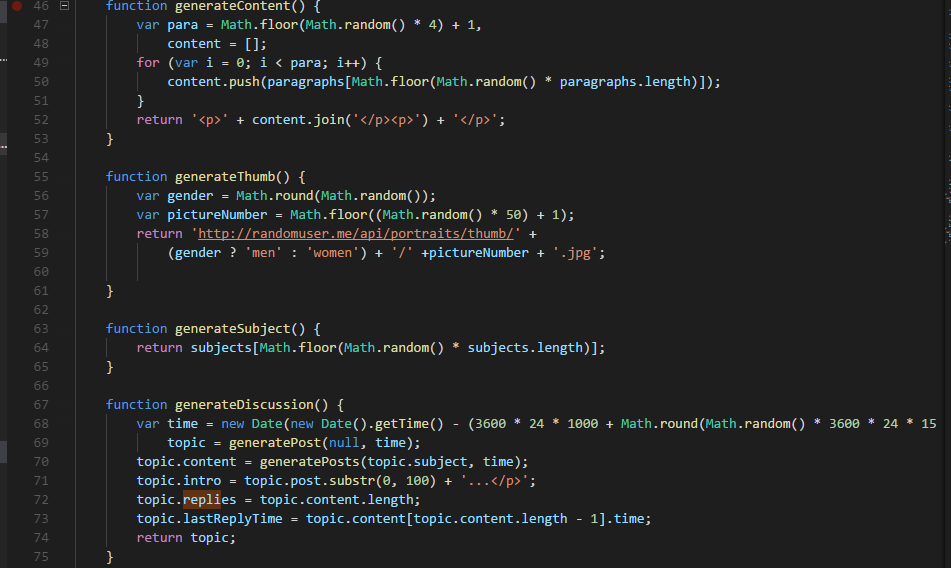 46 function generateContent() {
47 var para = Math.floor(Math.random() * 4) + 1,
48 content = [];
49 for (var i = 0; i < para; i++) {
50 content.push(paragraphs[Math.floor(Math.random() * paragraphs.length)]);
51 }
52 return '<p>' + content.join('</p><p>') + '</p>';
53 }
54
55 function generateThumb() {
56 var gender = Math.round(Math.random());
57 var pictureNumber = Math.floor((Math.random() * 50) + 1);
58 return 'http://randomuser.me/api/portraits/thumb/' +
59 (gender ? 'men' : 'women') + '/' +pictureNumber + '.jpg';
60
61 }
62
63 function generateSubject() {
64 return subjects[Math.floor(Math.random() * subjects.length)];
65 }
66
67 function generateDiscussion() {
68 var time = new Date(new Date().getTime() - (3600 * 24 * 1000 + Math.round(Math.random() * 3600 * 24 * 15
69 topic = generatePost(null, time);
70 topic.content = generatePosts(topic.subject, time);
71 topic.intro = topic.post.substr(0, 100) + '...</p>';
72 topic.replies = topic.content.length;
73 topic.lastReplyTime = topic.content[topic.content.length - 1].time;
74 return topic;
75 }